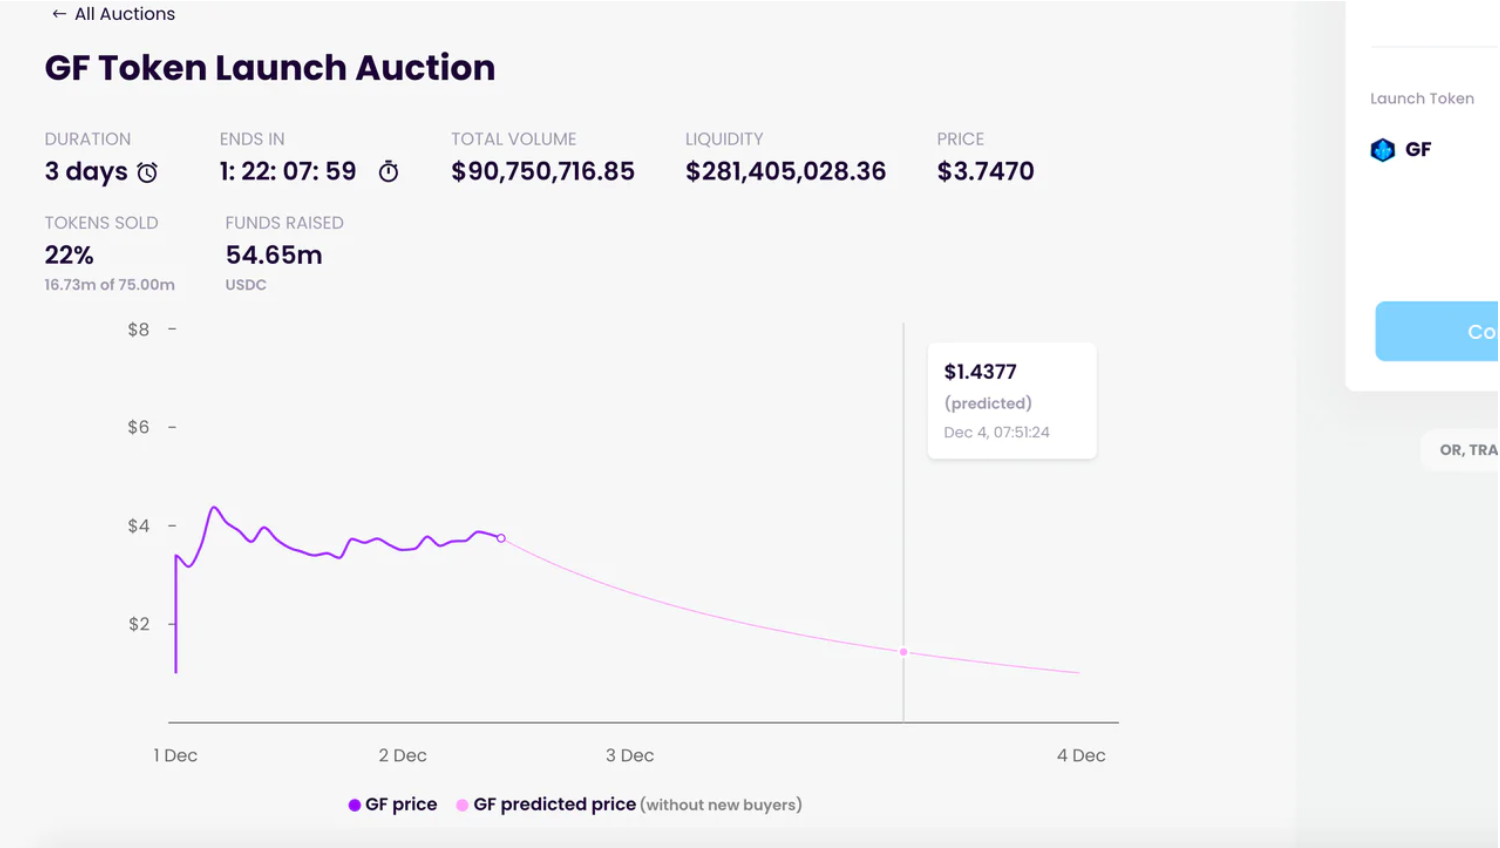 ← All Auctions
GF Token Launch Auction
DURATION
ENDS IN
TOTAL VOLUME
LIQUIDITY
PRICE
3 days
1: 22: 07: 59
$90,750,716.85
$281,405,028.36
$3.7470
TOKENS SOLD
FUNDS RAISED
22%
54.65m
16.73m of 75.00m
USDC
$8
$6
$4
$2
$1.4377
(predicted)
Dec 4, 07:51:24
1 Dec
2 Dec
3 Dec
4 Dec
GF price
GF predicted price (without new buyers)
Launch Token
GF
Co
OR, TRA